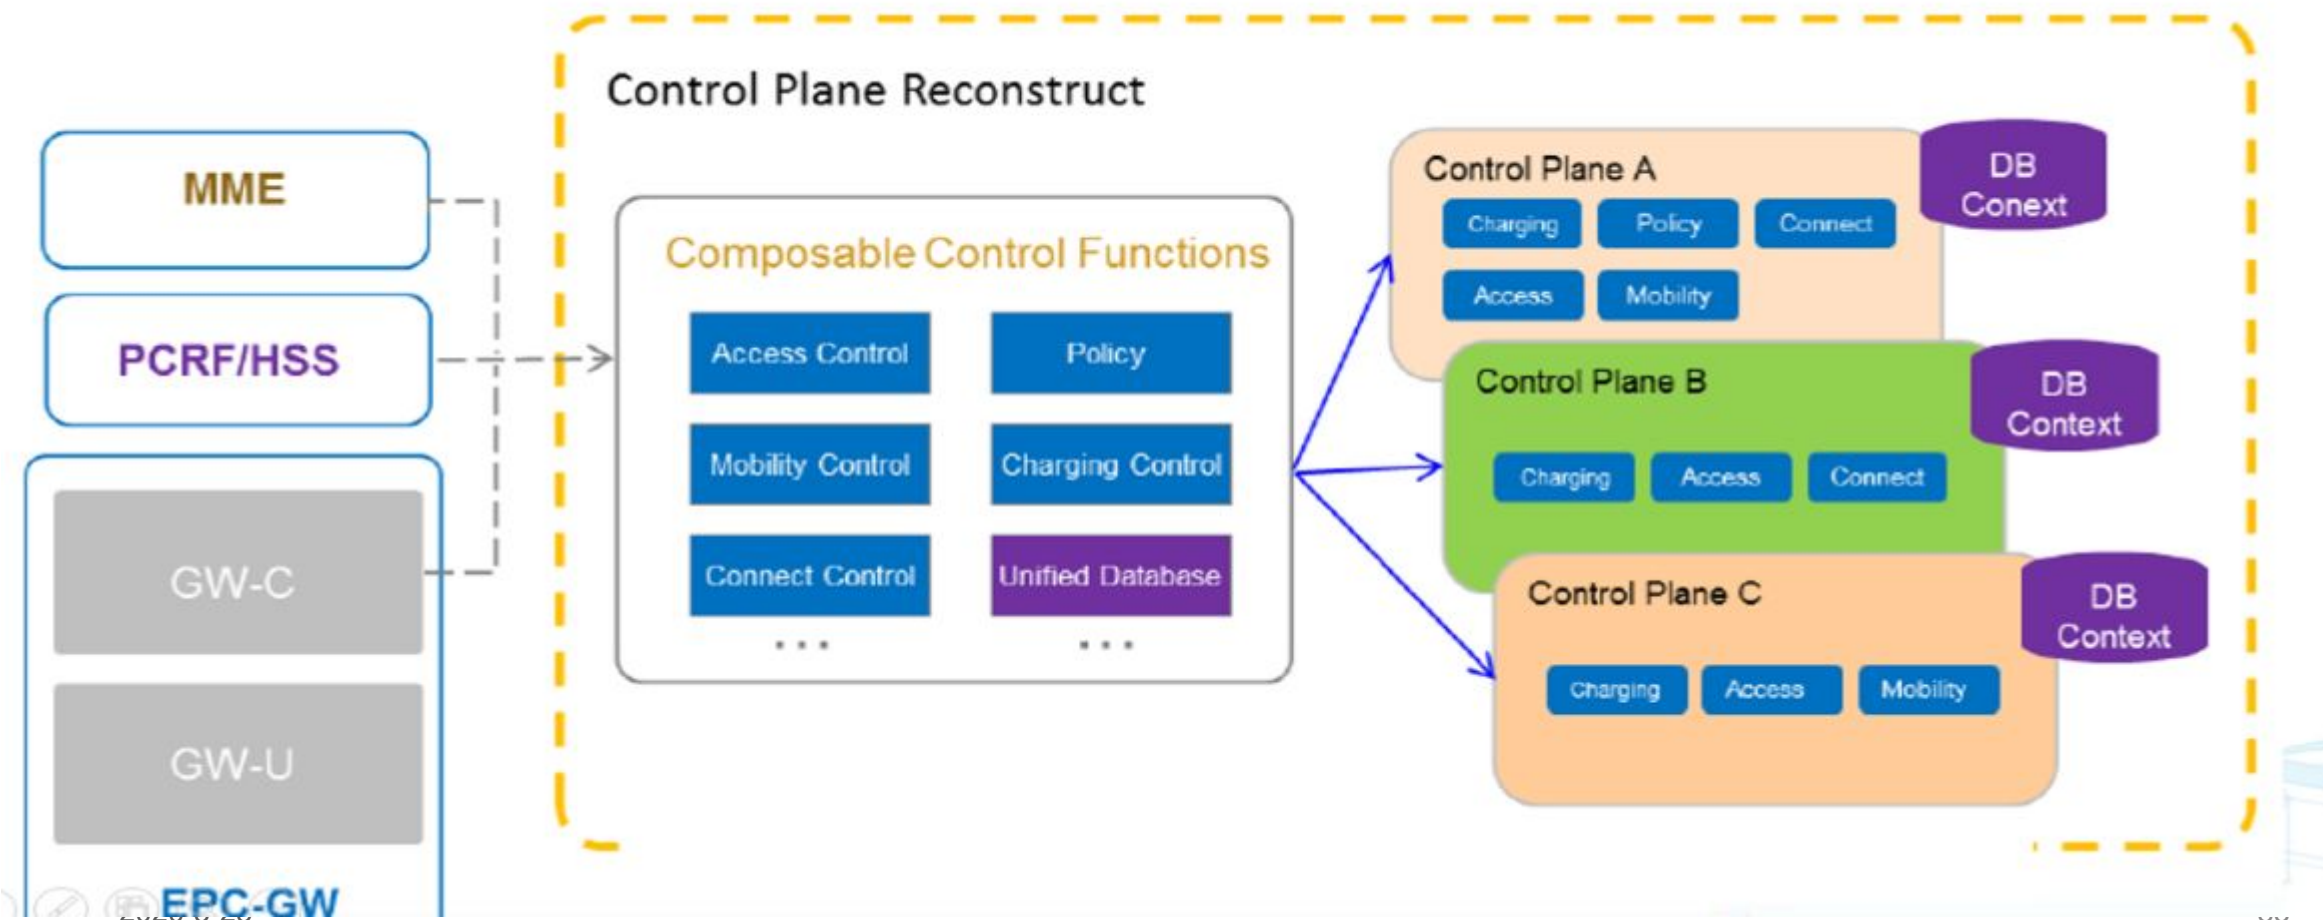 Control Plane Reconstruct
MME
PCRF/HSS
GW-C
GW-U
EPC-GW
Composable Control Functions
Access Control
Policy
Mobility Control
Charging Control
Connect Control
Unified Database
...
...
Control Plane A
Charging
Policy
Connect
Access
Mobility
DB
Conext
Control Plane B
Charging
Access
Connect
DB
Context
Control Plane C
Charging
Access
Mobility
DB
Context